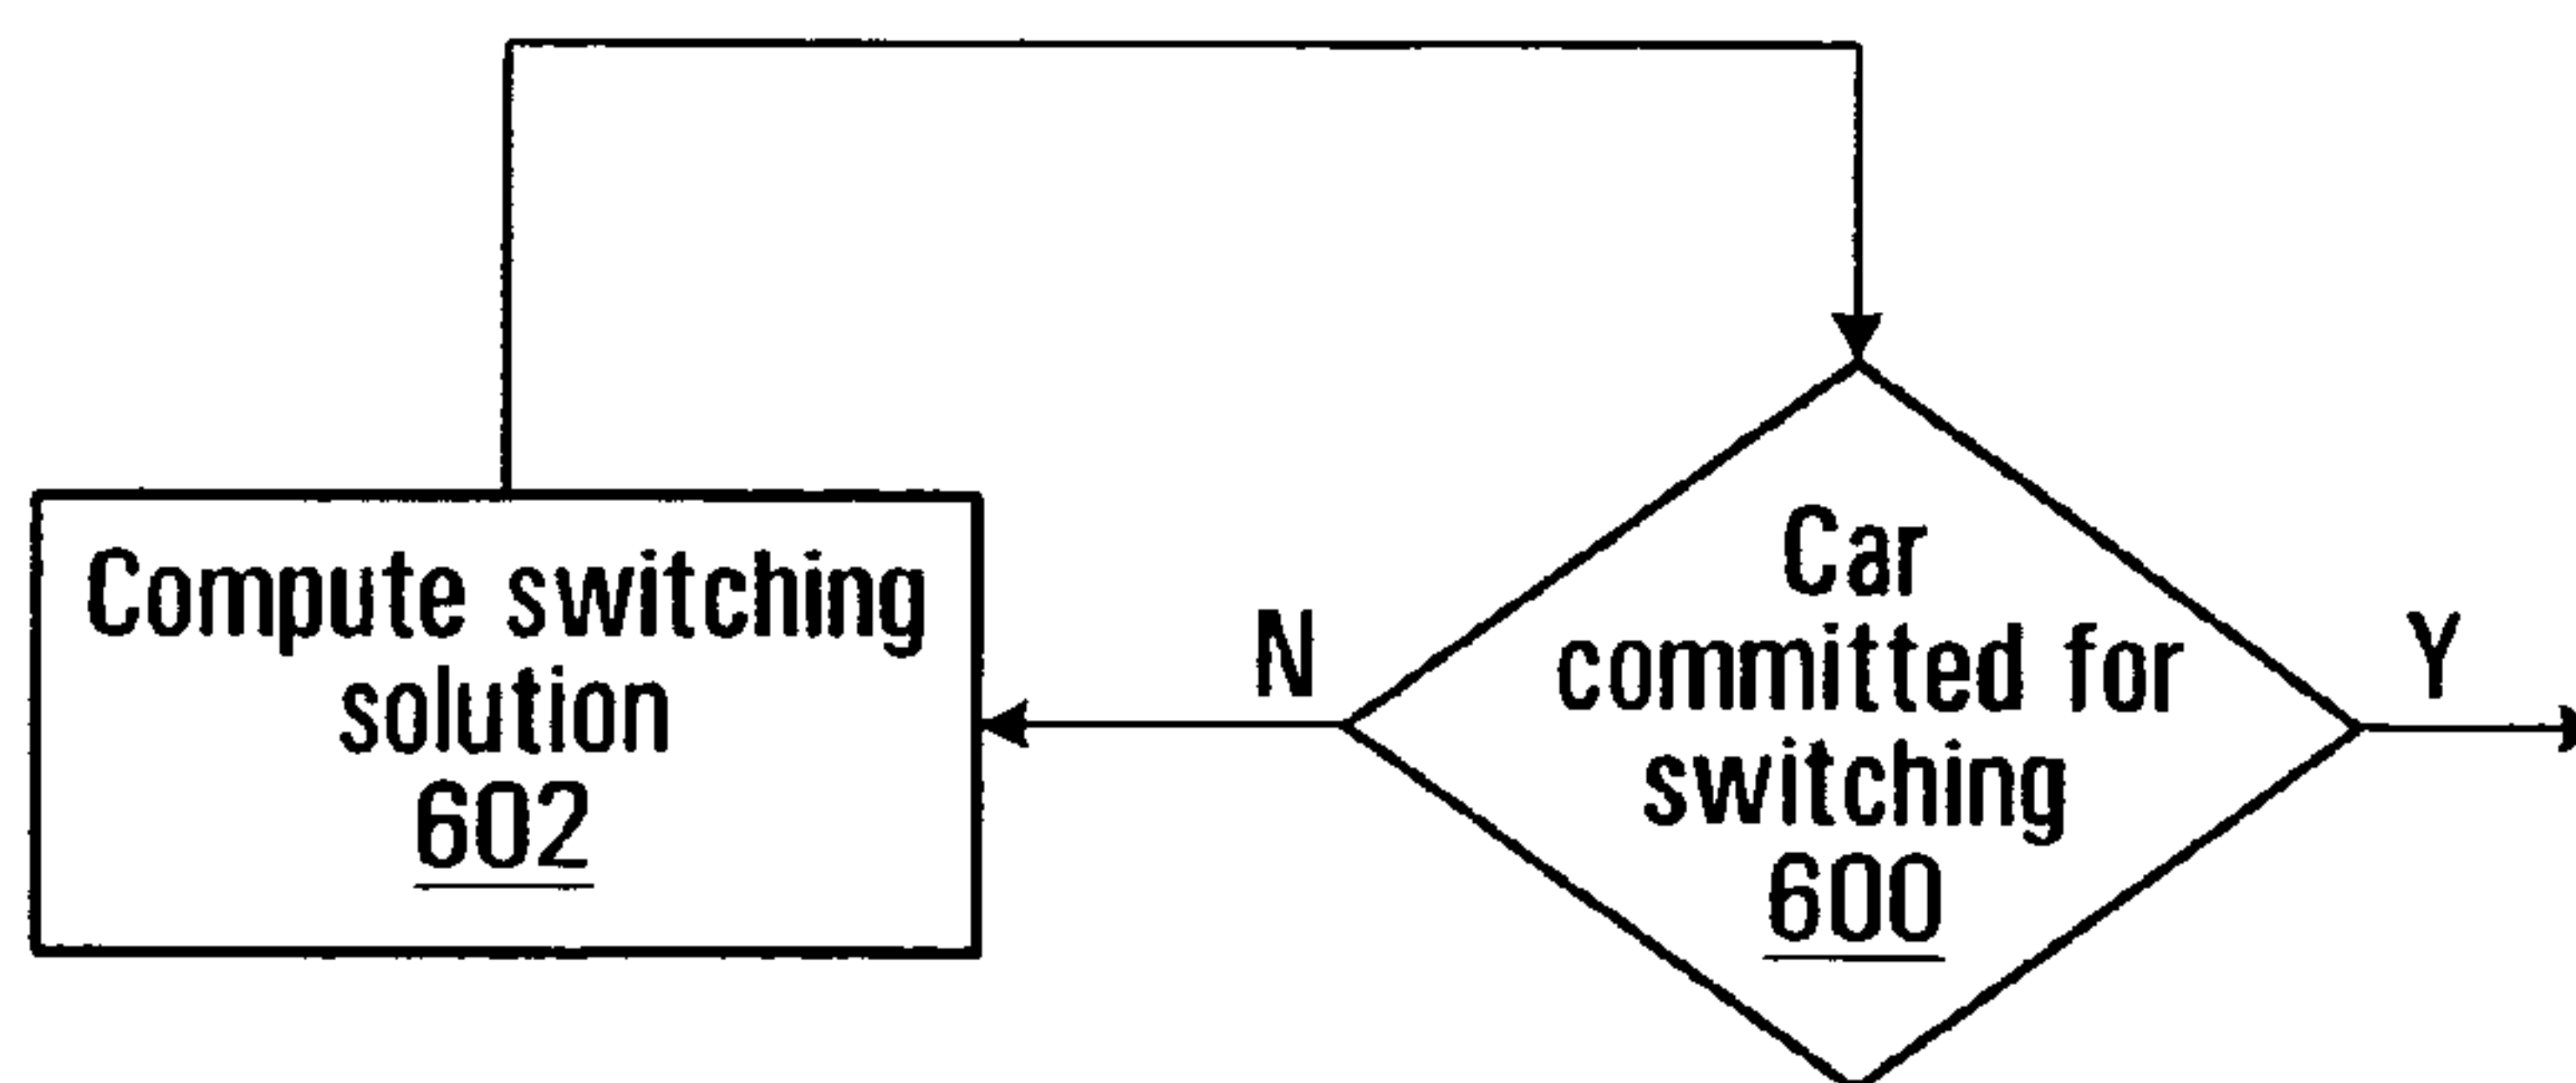 Compute switching
solution
602
N
Car
committed for
switching
600
Y